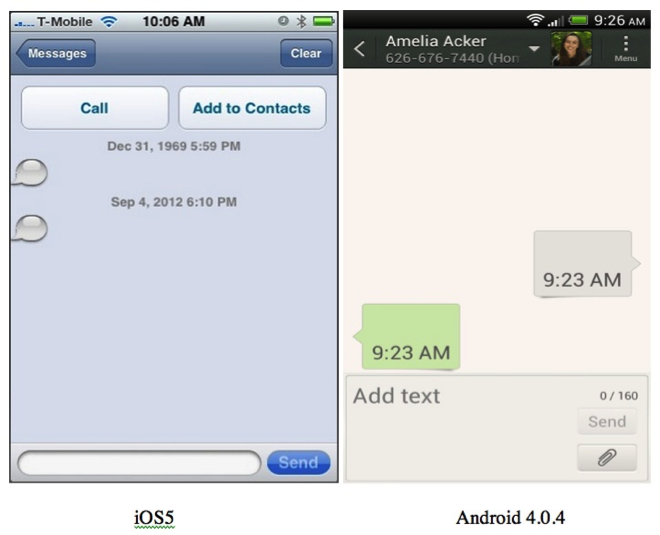 T-Mobile 10:06 AM
Messages Clear
Call Add to Contacts
Dec 31, 1969 5:59 PM
Sep 4, 2012 6:10 PM
Send
iOS5
9:26 AM
Amelia Acker
626-676-7440 (Hon
Menu
9:23 AM
9:23 AM
Add text 0 / 160
Send
Android 4.0.4